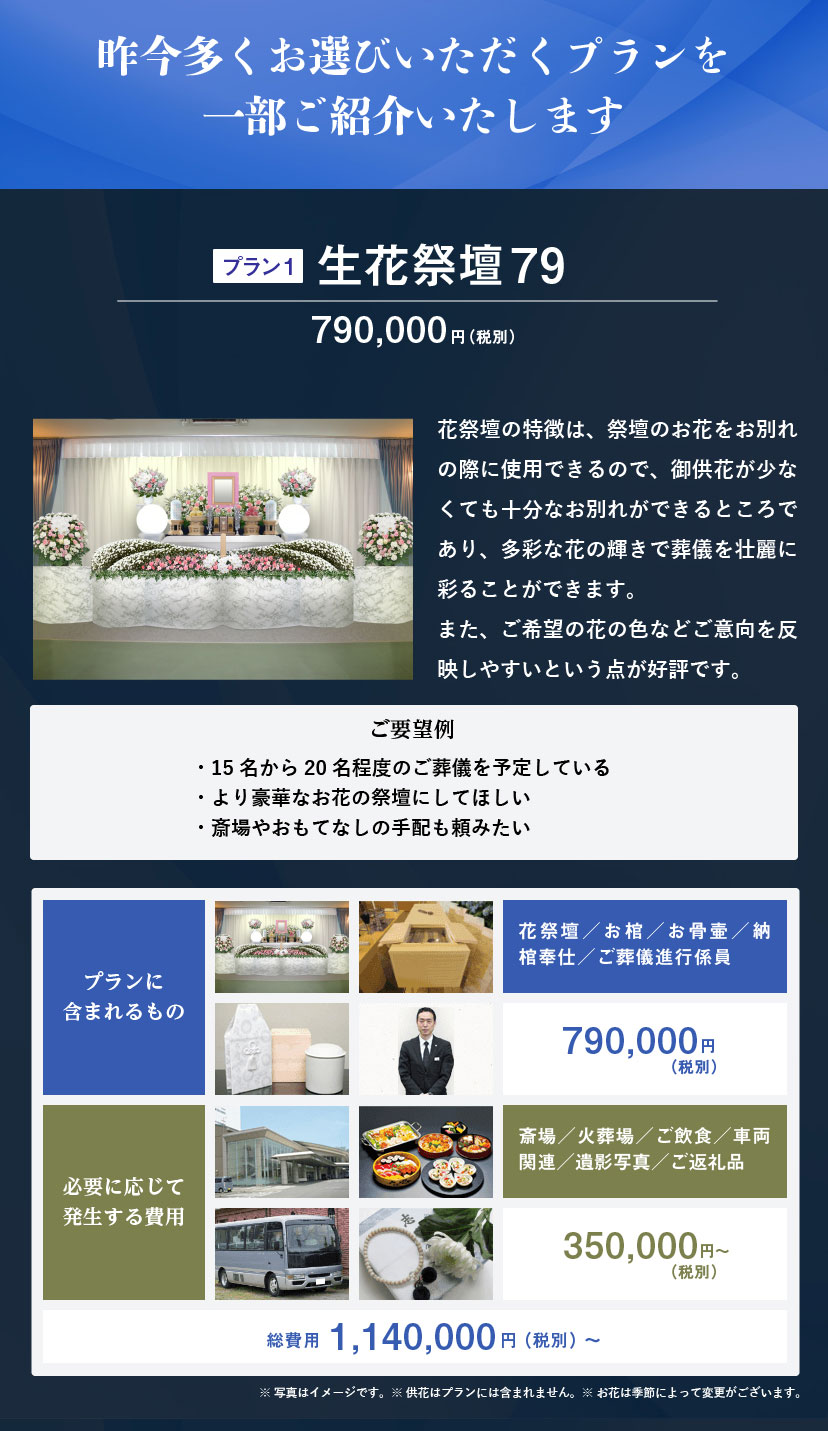 昨今多くお選びいただくプランを
一部ご紹介いたします
プラン1 生花祭壇79
790,000円(税別)
花祭壇の特徴は、祭壇のお花をお別れ
の際に使用できるので、御供花が少な
くても十分なお別れができるところで
あり、多彩な花の輝きで葬儀を壮麗に
彩ることができます。
また、ご希望の花の色などご意向を反
映しやすいという点が好評です。
ご要望例
・15名から20名程度のご葬儀を予定している
・より豪華なお花の祭壇にしてほしい
・斎場やおもてなしの手配も頼みたい
プランに
含まれるもの
花祭壇／お棺／お骨壷／納
棺奉仕／ご葬儀進行係員
790,000円
(税別)
必要に応じて
発生する費用
斎場／火葬場／ご飲食／車両
関連／遺影写真／ご返礼品
350,000円〜
(税別)
総費用 1,140,000円(税別)〜
※写真はイメージです。※供花はプランには含まれません。※お花は季節によって変更がございます。